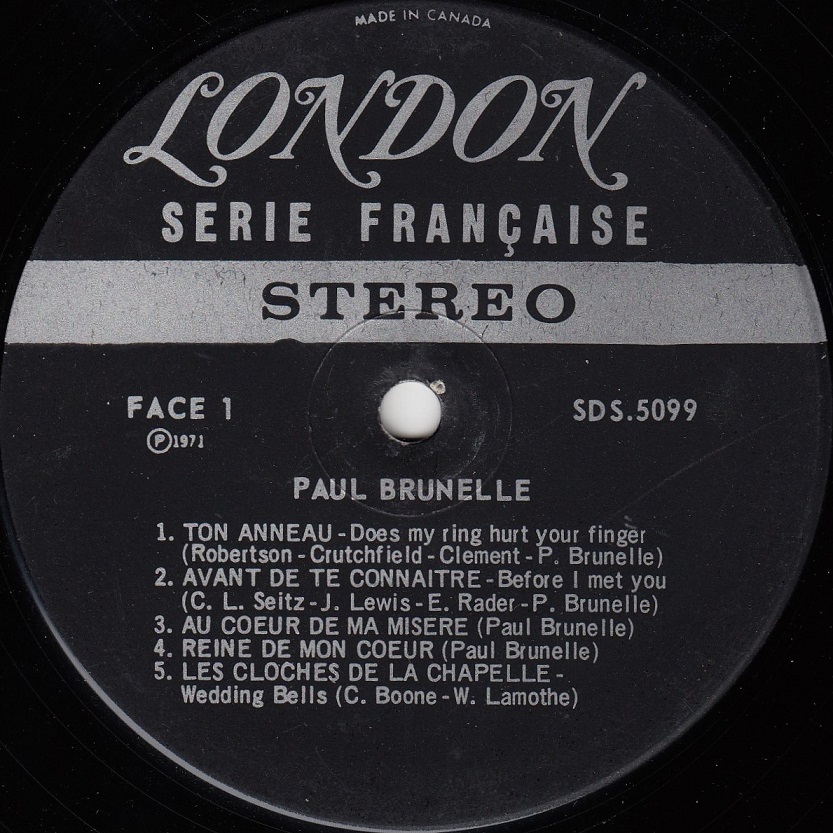 MADE IN CANADA
LONDON
SERIE FRANÇAISE
STEREO
FACE 1
SDS.5099
℗1971
PAUL BRUNELLE
1. TON ANNEAU - Does my ring hurt your finger
(Robertson - Crutchfield - Clement - P. Brunelle)
2. AVANT DE TE CONNAITRE - Before I met you
(C. L. Seitz - J. Lewis - E. Rader - P. Brunelle)
3. AU COEUR DE MA MISERE (Paul Brunelle)
4. REINE DE MON COEUR (Paul Brunelle)
5. LES CLOCHES DE LA CHAPELLE -
Wedding Bells (C. Boone - W. Lamothe)